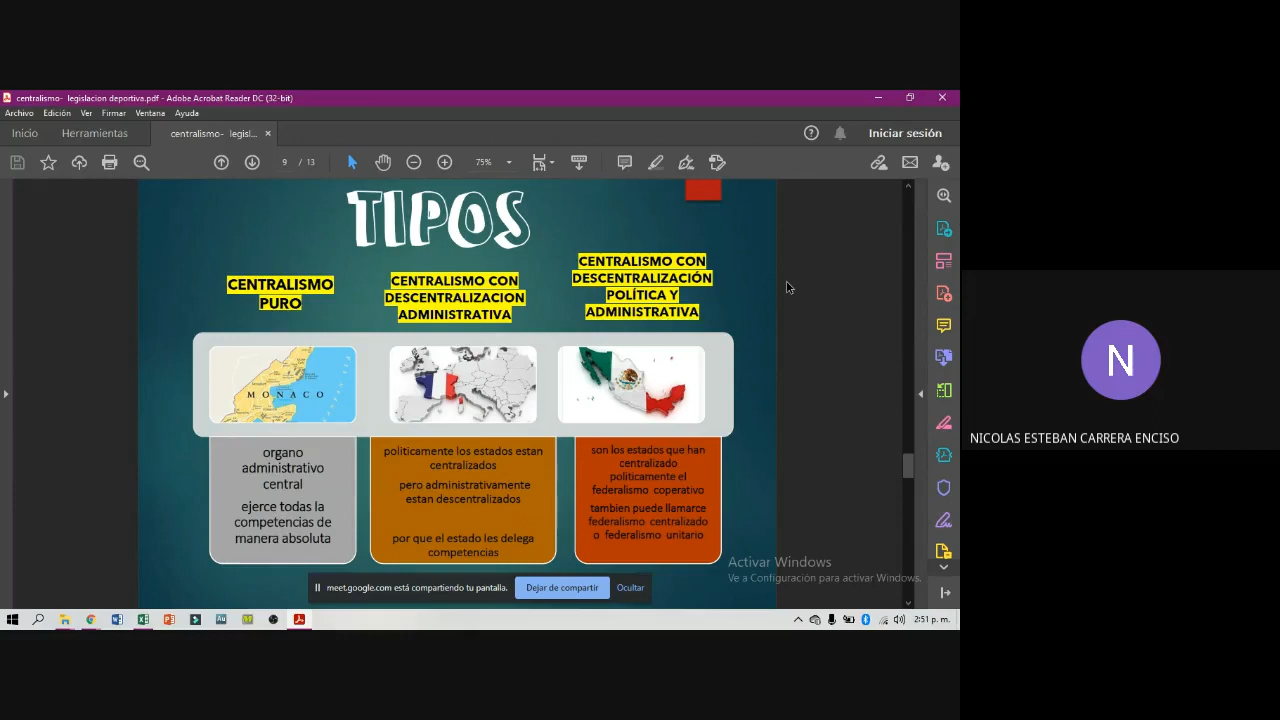 centralismo- legislacion deportiva.pdf - Adobe Acrobat Reader DC (32-bit)
Archivo Edición Ver Firmar Ventana Ayuda
Inicio Herramientas centralismo- legisl... × Iniciar sesión
9 / 13 75%
TIPOS
CENTRALISMO
PURO
CENTRALISMO CON
DESCENTRALIZACION
ADMINISTRATIVA
CENTRALISMO CON
DESCENTRALIZACIÓN
POLÍTICA Y
ADMINISTRATIVA
MONACO
organo
administrativo
central
ejerce todas la
competencias de
manera absoluta
politicamente los estados estan
centralizados
pero administrativamente
estan descentralizados
por que el estado les delega
competencias
son los estados que han
centralizado
politicamente el
federalismo coperativo
tambien puede llamarce
federalismo centralizado
o federalismo unitario
Activar Windows
Ve a Configuración para activar Windows.
meet.google.com está compartiendo tu pantalla. Dejar de compartir Ocultar
2:51 p. m.
N
NICOLAS ESTEBAN CARRERA ENCISO